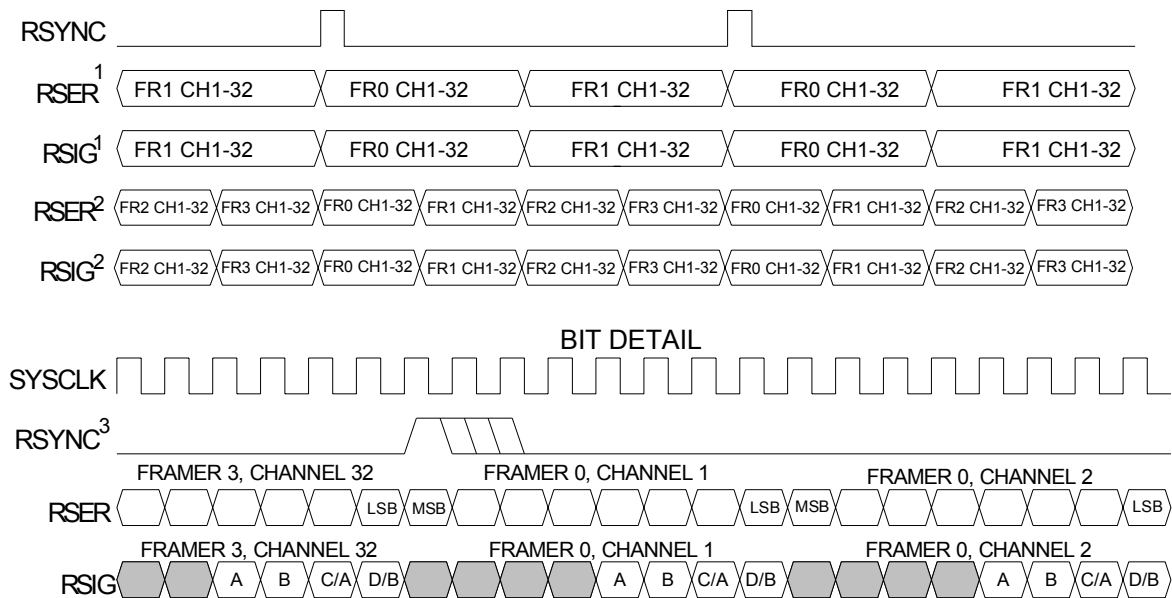 RSYNC
RSER¹ FR1 CH1-32 FR0 CH1-32 FR1 CH1-32 FR0 CH1-32 FR1 CH1-32
RSIG¹ FR1 CH1-32 FR0 CH1-32 FR1 CH1-32 FR0 CH1-32 FR1 CH1-32
RSER² FR2 CH1-32 FR3 CH1-32 FR0 CH1-32 FR1 CH1-32 FR2 CH1-32 FR3 CH1-32 FR0 CH1-32 FR1 CH1-32 FR2 CH1-32 FR3 CH1-32
RSIG² FR2 CH1-32 FR3 CH1-32 FR0 CH1-32 FR1 CH1-32 FR2 CH1-32 FR3 CH1-32 FR0 CH1-32 FR1 CH1-32 FR2 CH1-32 FR3 CH1-32
BIT DETAIL
SYSCLK
RSYNC³
FRAMER 3, CHANNEL 32 FRAMER 0, CHANNEL 1 FRAMER 0, CHANNEL 2
RSER LSB MSB LSB MSB LSB
FRAMER 3, CHANNEL 32 FRAMER 0, CHANNEL 1 FRAMER 0, CHANNEL 2
RSIG A B C/A D/B A B C/A D/B A B C/A D/B